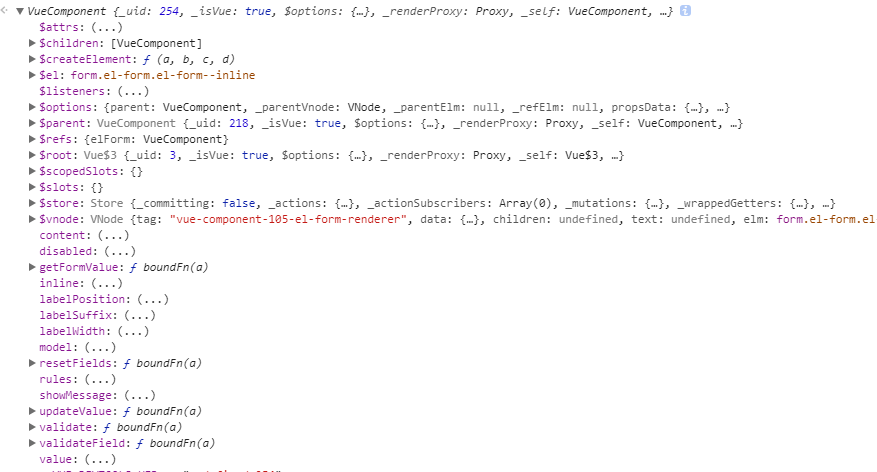 VueComponent {_uid: 254, _isVue: true, $options: {…}, _renderProxy: Proxy, _self: VueComponent, …} i
$attrs: (...)
$children: [VueComponent]
$createElement: ƒ (a, b, c, d)
$el: form.el-form.el-form--inline
$listeners: (...)
$options: {parent: VueComponent, _parentVnode: VNode, _parentElm: null, _refElm: null, propsData: {…}, …}
$parent: VueComponent {_uid: 218, _isVue: true, $options: {…}, _renderProxy: Proxy, _self: VueComponent, …}
$refs: {elForm: VueComponent}
$root: Vue$3 {_uid: 3, _isVue: true, $options: {…}, _renderProxy: Proxy, _self: Vue$3, …}
$scopedSlots: {}
$slots: {}
$store: Store {_committing: false, _actions: {…}, _actionSubscribers: Array(0), _mutations: {…}, _wrappedGetters: {…}, …}
$vnode: VNode {tag: "vue-component-105-el-form-renderer", data: {…}, children: undefined, text: undefined, elm: form.el-form.el
content: (...)
disabled: (...)
getFormValue: ƒ boundFn(a)
inline: (...)
labelPosition: (...)
labelSuffix: (...)
labelWidth: (...)
model: (...)
resetFields: ƒ boundFn(a)
rules: (...)
showMessage: (...)
updateValue: ƒ boundFn(a)
validate: ƒ boundFn(a)
validateField: ƒ boundFn(a)
value: (...)